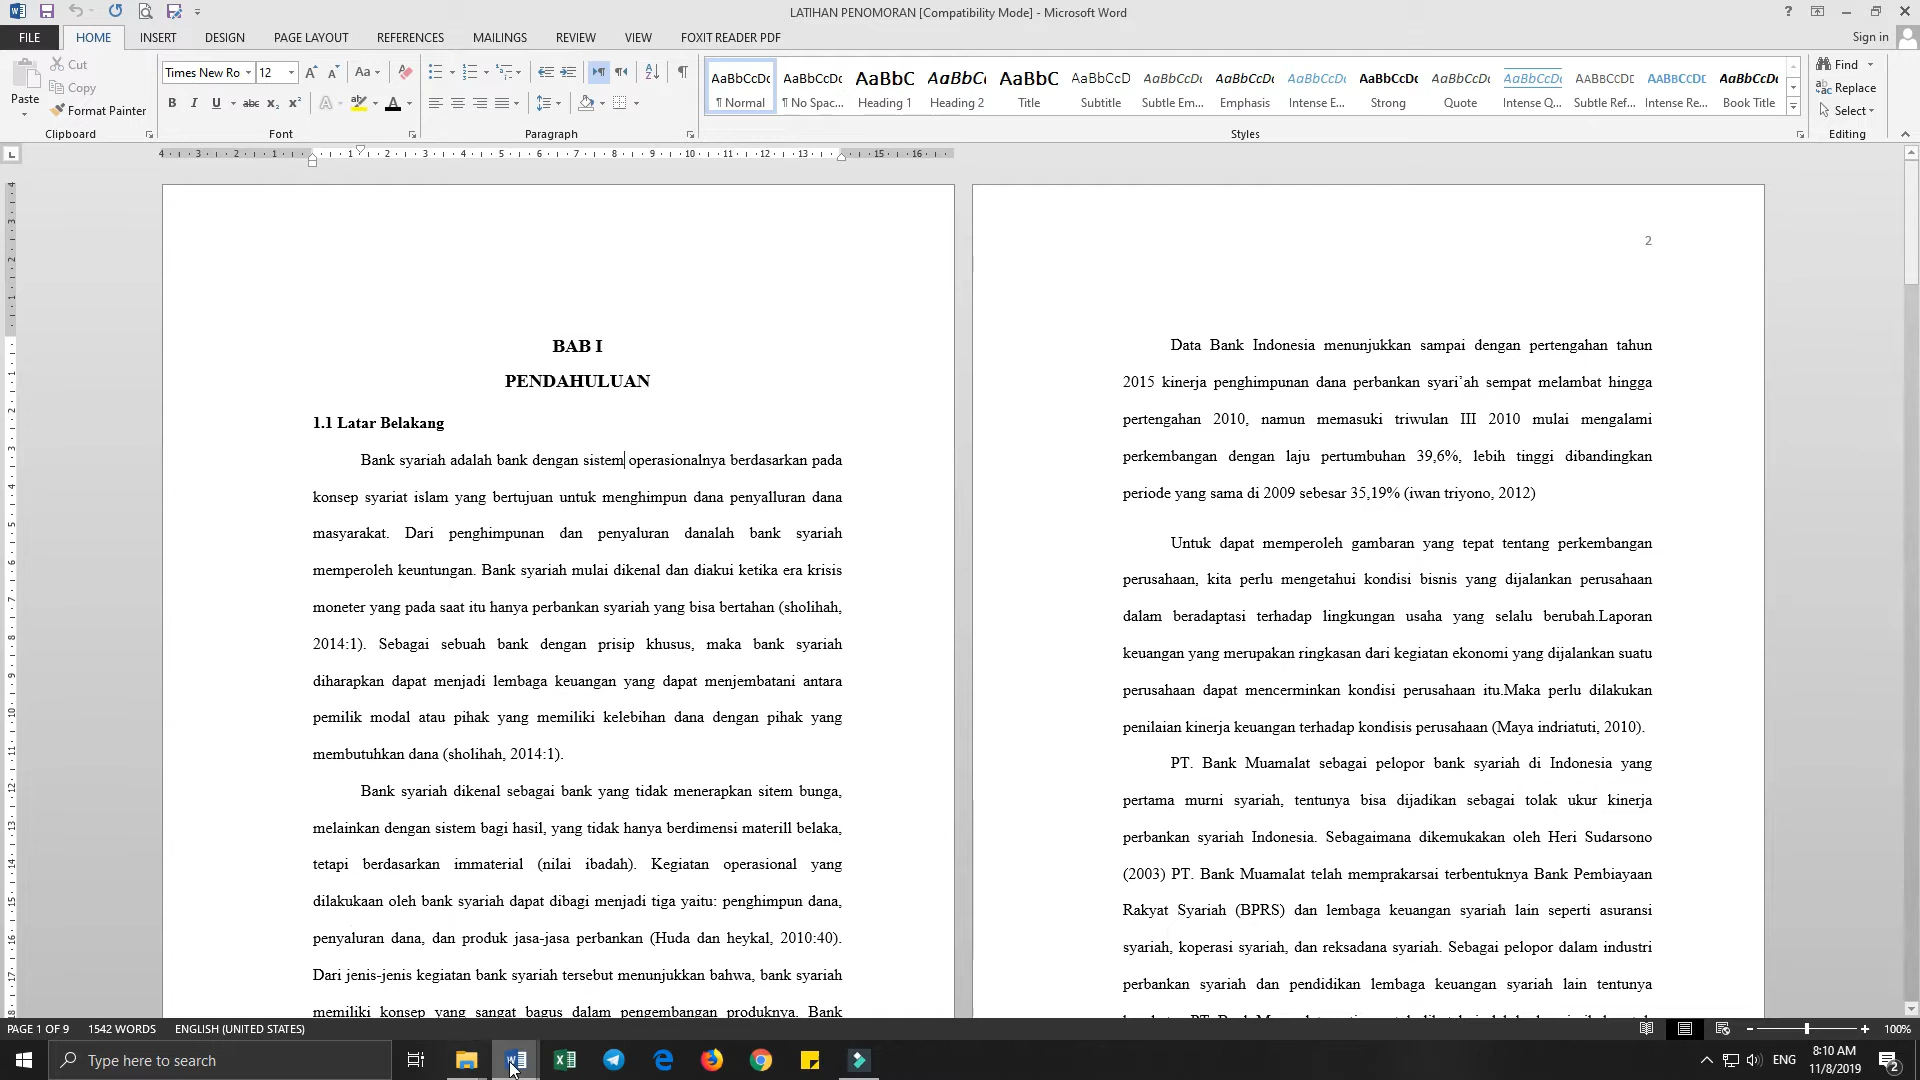 LATIHAN PENOMORAN [Compatibility Mode] - Microsoft Word
FILE HOME INSERT DESIGN PAGE LAYOUT REFERENCES MAILINGS REVIEW VIEW FOXIT READER PDF
Sign in
Paste
Cut
Copy
Format Painter
Clipboard
Times New Ro 12
Font
Paragraph
AaBbCcDc AaBbCcDc AaBbC AaBbCc AaBbC AaBbCcD AaBbCcDc AaBbCcDc AaBbCcDc AaBbCcDc AaBbCcDc AaBbCcDc AABBCCDE AABBCCDE AaBbCcDc
¶ Normal ¶ No Spac... Heading 1 Heading 2 Title Subtitle Subtle Em... Emphasis Intense E... Strong Quote Intense Q... Subtle Ref... Intense Re... Book Title
Styles
Find
Replace
Select
Editing
4 3 2 1 1 2 3 4 5 6 7 8 9 10 11 12 13 15 16
BAB I
PENDAHULUAN
1.1 Latar Belakang
Bank syariah adalah bank dengan sistem operasionalnya berdasarkan pada
konsep syariat islam yang bertujuan untuk menghimpun dana penyalluran dana
masyarakat. Dari penghimpunan dan penyaluran danalah bank syariah
memperoleh keuntungan. Bank syariah mulai dikenal dan diakui ketika era krisis
moneter yang pada saat itu hanya perbankan syariah yang bisa bertahan (sholihah,
2014:1). Sebagai sebuah bank dengan prisip khusus, maka bank syariah
diharapkan dapat menjadi lembaga keuangan yang dapat menjembatani antara
pemilik modal atau pihak yang memiliki kelebihan dana dengan pihak yang
membutuhkan dana (sholihah, 2014:1).
Bank syariah dikenal sebagai bank yang tidak menerapkan sitem bunga,
melainkan dengan sistem bagi hasil, yang tidak hanya berdimensi materill belaka,
tetapi berdasarkan immaterial (nilai ibadah). Kegiatan operasional yang
dilakukaan oleh bank syariah dapat dibagi menjadi tiga yaitu: penghimpun dana,
penyaluran dana, dan produk jasa-jasa perbankan (Huda dan heykal, 2010:40).
Dari jenis-jenis kegiatan bank syariah tersebut menunjukkan bahwa, bank syariah
memiliki konsep yang sangat bagus dalam pengembangan produknya. Bank
2
Data Bank Indonesia menunjukkan sampai dengan pertengahan tahun
2015 kinerja penghimpunan dana perbankan syari’ah sempat melambat hingga
pertengahan 2010, namun memasuki triwulan III 2010 mulai mengalami
perkembangan dengan laju pertumbuhan 39,6%, lebih tinggi dibandingkan
periode yang sama di 2009 sebesar 35,19% (iwan triyono, 2012)
Untuk dapat memperoleh gambaran yang tepat tentang perkembangan
perusahaan, kita perlu mengetahui kondisi bisnis yang dijalankan perusahaan
dalam beradaptasi terhadap lingkungan usaha yang selalu berubah.Laporan
keuangan yang merupakan ringkasan dari kegiatan ekonomi yang dijalankan suatu
perusahaan dapat mencerminkan kondisi perusahaan itu.Maka perlu dilakukan
penilaian kinerja keuangan terhadap kondisis perusahaan (Maya indriatuti, 2010).
PT. Bank Muamalat sebagai pelopor bank syariah di Indonesia yang
pertama murni syariah, tentunya bisa dijadikan sebagai tolak ukur kinerja
perbankan syariah Indonesia. Sebagaimana dikemukakan oleh Heri Sudarsono
(2003) PT. Bank Muamalat telah memprakarsai terbentuknya Bank Pembiayaan
Rakyat Syariah (BPRS) dan lembaga keuangan syariah lain seperti asuransi
syariah, koperasi syariah, dan reksadana syariah. Sebagai pelopor dalam industri
perbankan syariah dan pendidikan lembaga keuangan syariah lain tentunya
PAGE 1 OF 9 1542 WORDS ENGLISH (UNITED STATES)
100%
Type here to search
ENG
8:10 AM
11/8/2019
2